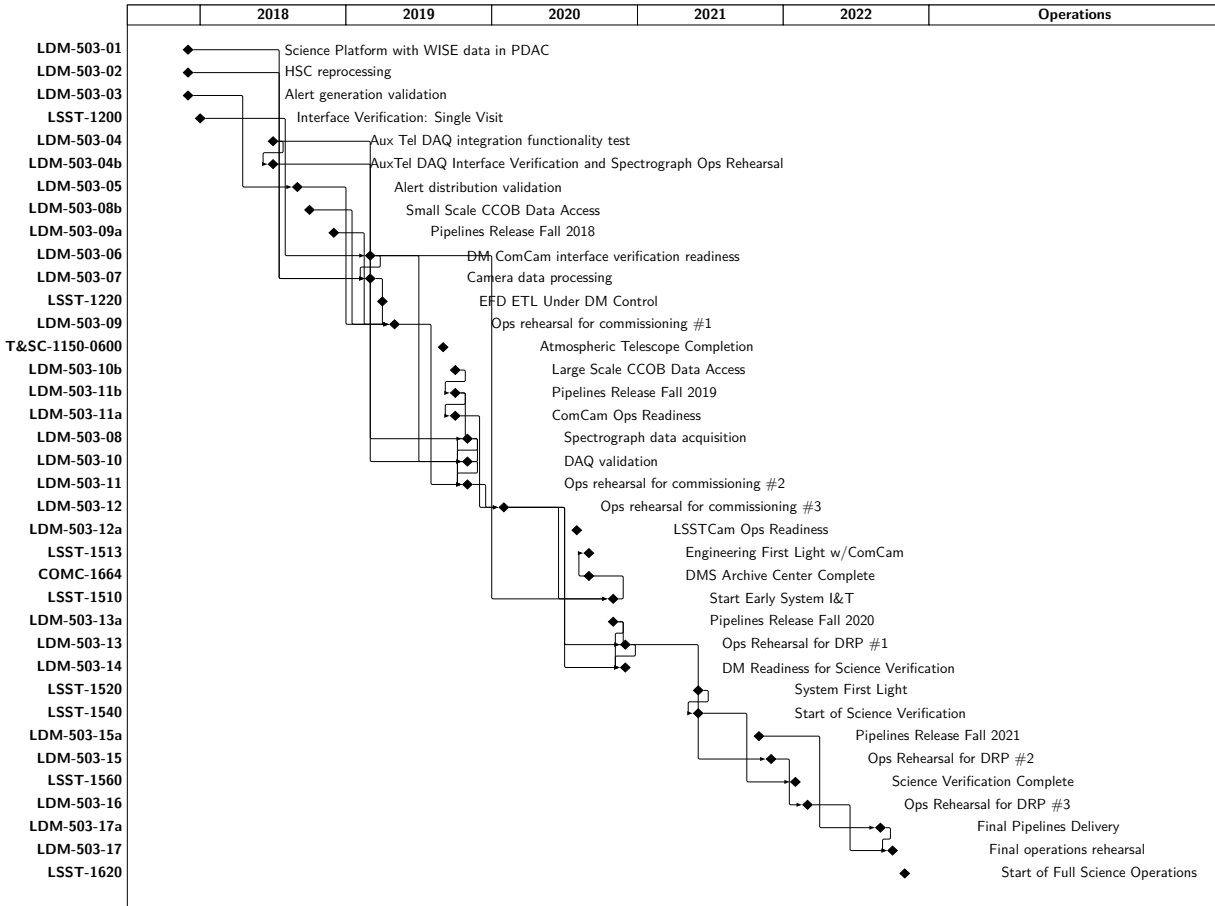 2018 2019 2020 2021 2022 Operations
LDM-503-01 Science Platform with WISE data in PDAC
LDM-503-02 HSC reprocessing
LDM-503-03 Alert generation validation
LSST-1200 Interface Verification: Single Visit
LDM-503-04 Aux Tel DAQ integration functionality test
LDM-503-04b AuxTel DAQ Interface Verification and Spectrograph Ops Rehearsal
LDM-503-05 Alert distribution validation
LDM-503-08b Small Scale CCOB Data Access
LDM-503-09a Pipelines Release Fall 2018
LDM-503-06 DM ComCam interface verification readiness
LDM-503-07 Camera data processing
LSST-1220 EFD ETL Under DM Control
LDM-503-09 Ops rehearsal for commissioning #1
T&SC-1150-0600 Atmospheric Telescope Completion
LDM-503-10b Large Scale CCOB Data Access
LDM-503-11b Pipelines Release Fall 2019
LDM-503-11a ComCam Ops Readiness
LDM-503-08 Spectrograph data acquisition
LDM-503-10 DAQ validation
LDM-503-11 Ops rehearsal for commissioning #2
LDM-503-12 Ops rehearsal for commissioning #3
LDM-503-12a LSSTCam Ops Readiness
LSST-1513 Engineering First Light w/ComCam
COMC-1664 DMS Archive Center Complete
LSST-1510 Start Early System I&T
LDM-503-13a Pipelines Release Fall 2020
LDM-503-13 Ops Rehearsal for DRP #1
LDM-503-14 DM Readiness for Science Verification
LSST-1520 System First Light
LSST-1540 Start of Science Verification
LDM-503-15a Pipelines Release Fall 2021
LDM-503-15 Ops Rehearsal for DRP #2
LSST-1560 Science Verification Complete
LDM-503-16 Ops Rehearsal for DRP #3
LDM-503-17a Final Pipelines Delivery
LDM-503-17 Final operations rehearsal
LSST-1620 Start of Full Science Operations